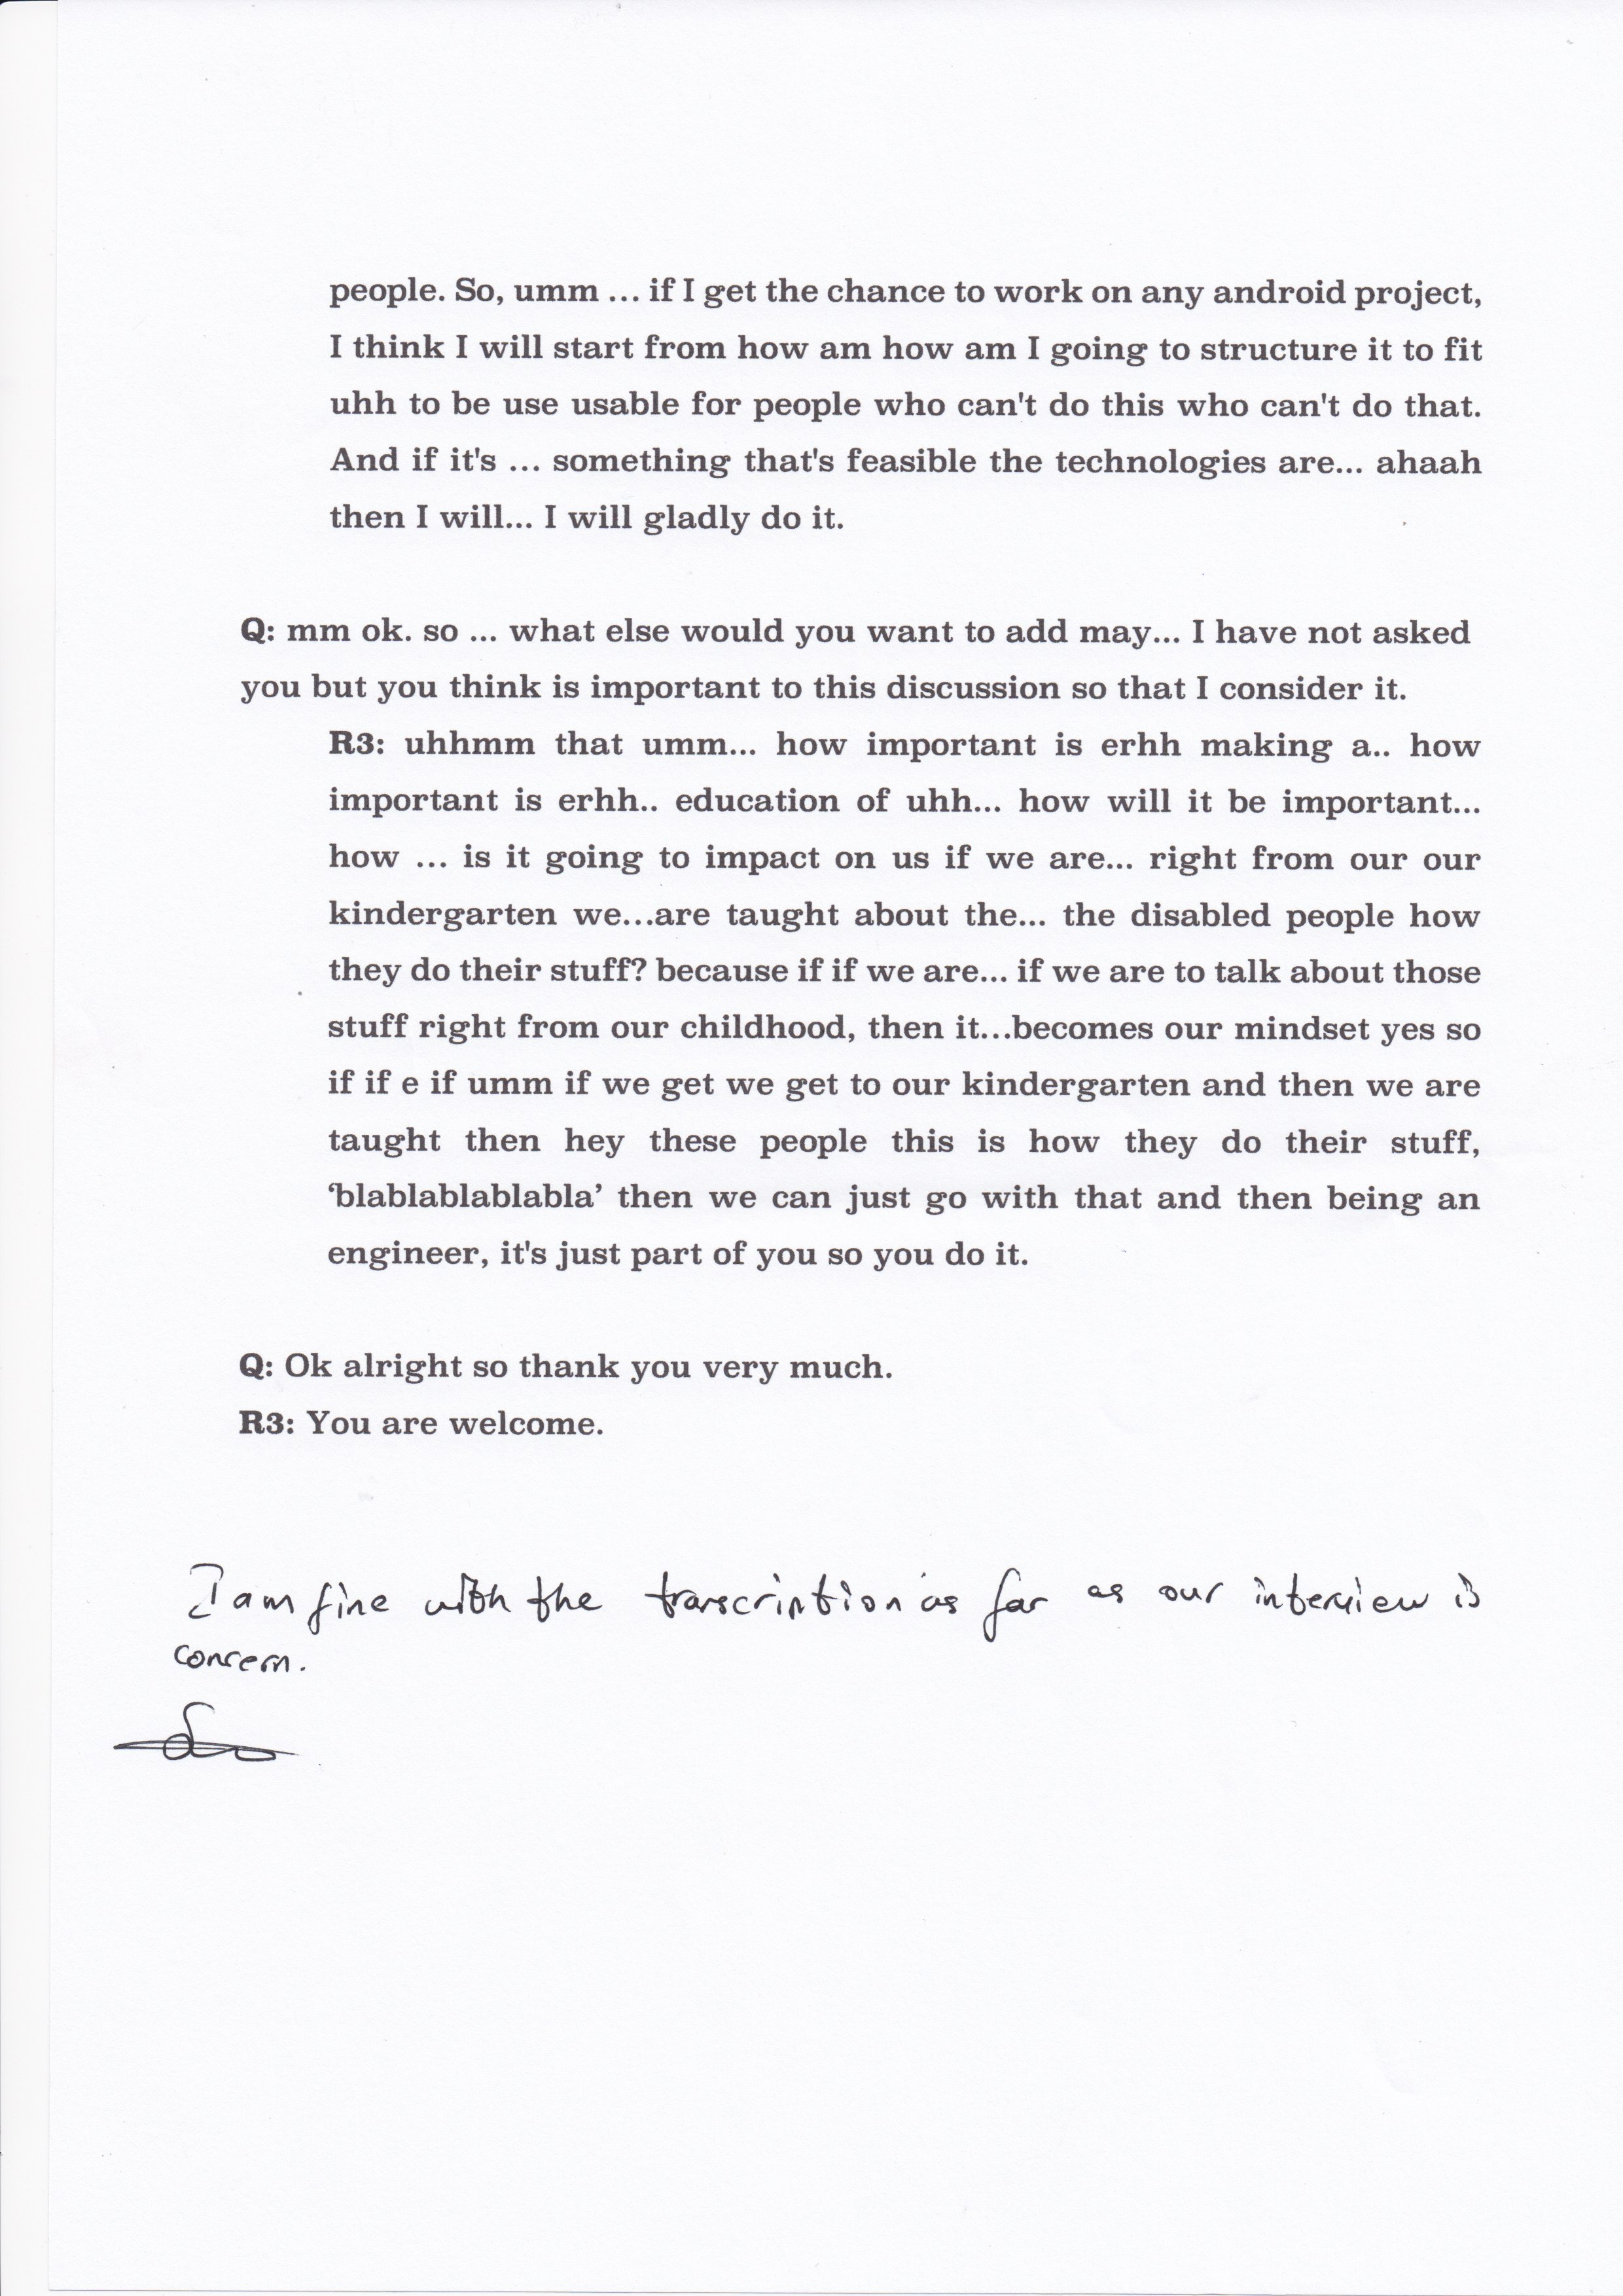 people. So, umm ... if I get the chance to work on any android project,
I think I will start from how am how am I going to structure it to fit
uhh to be use usable for people who can't do this who can't do that.
And if it's ... something that's feasible the technologies are... ahaah
then I will... I will gladly do it.
Q: mm ok. so ... what else would you want to add may... I have not asked
you but you think is important to this discussion so that I consider it.
R3: uhhmm that umm... how important is erhh making a.. how
important is erhh.. education of uhh... how will it be important...
how ... is it going to impact on us if we are... right from our our
kindergarten we...are taught about the... the disabled people how
they do their stuff? because if if we are... if we are to talk about those
stuff right from our childhood, then it...becomes our mindset yes so
if if e if umm if we get we get to our kindergarten and then we are
taught then hey these people this is how they do their stuff,
‘blablablablabla’ then we can just go with that and then being an
engineer, it's just part of you so you do it.
Q: Ok alright so thank you very much.
R3: You are welcome.
I am fine with the transcription as far as our interview is
concern.